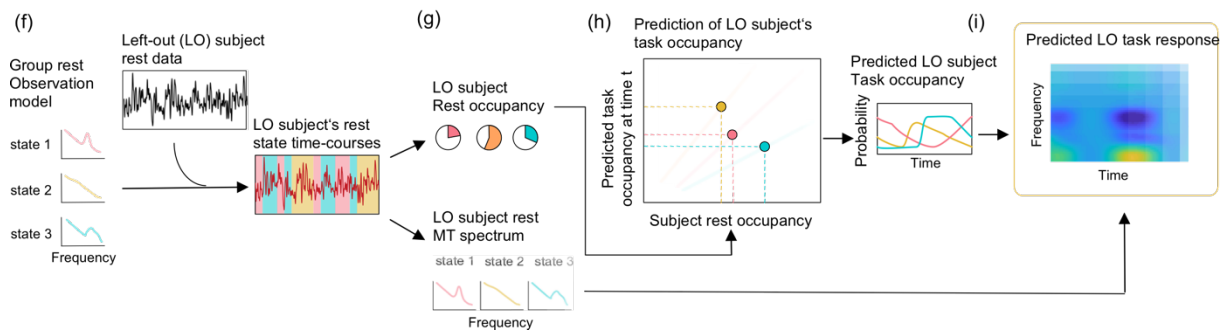 (f)
Group rest
Observation
model
state 1
state 2
state 3
Frequency
Left-out (LO) subject
rest data
LO subject's rest
state time-courses
(g)
LO subject
Rest occupancy
LO subject rest
MT spectrum
state 1 state 2 state 3
Frequency
(h)
Prediction of LO subject's
task occupancy
Predicted task
occupancy at time t
Subject rest occupancy
Predicted LO subject
Task occupancy
Probability
Time
(i)
Predicted LO task response
Frequency
Time